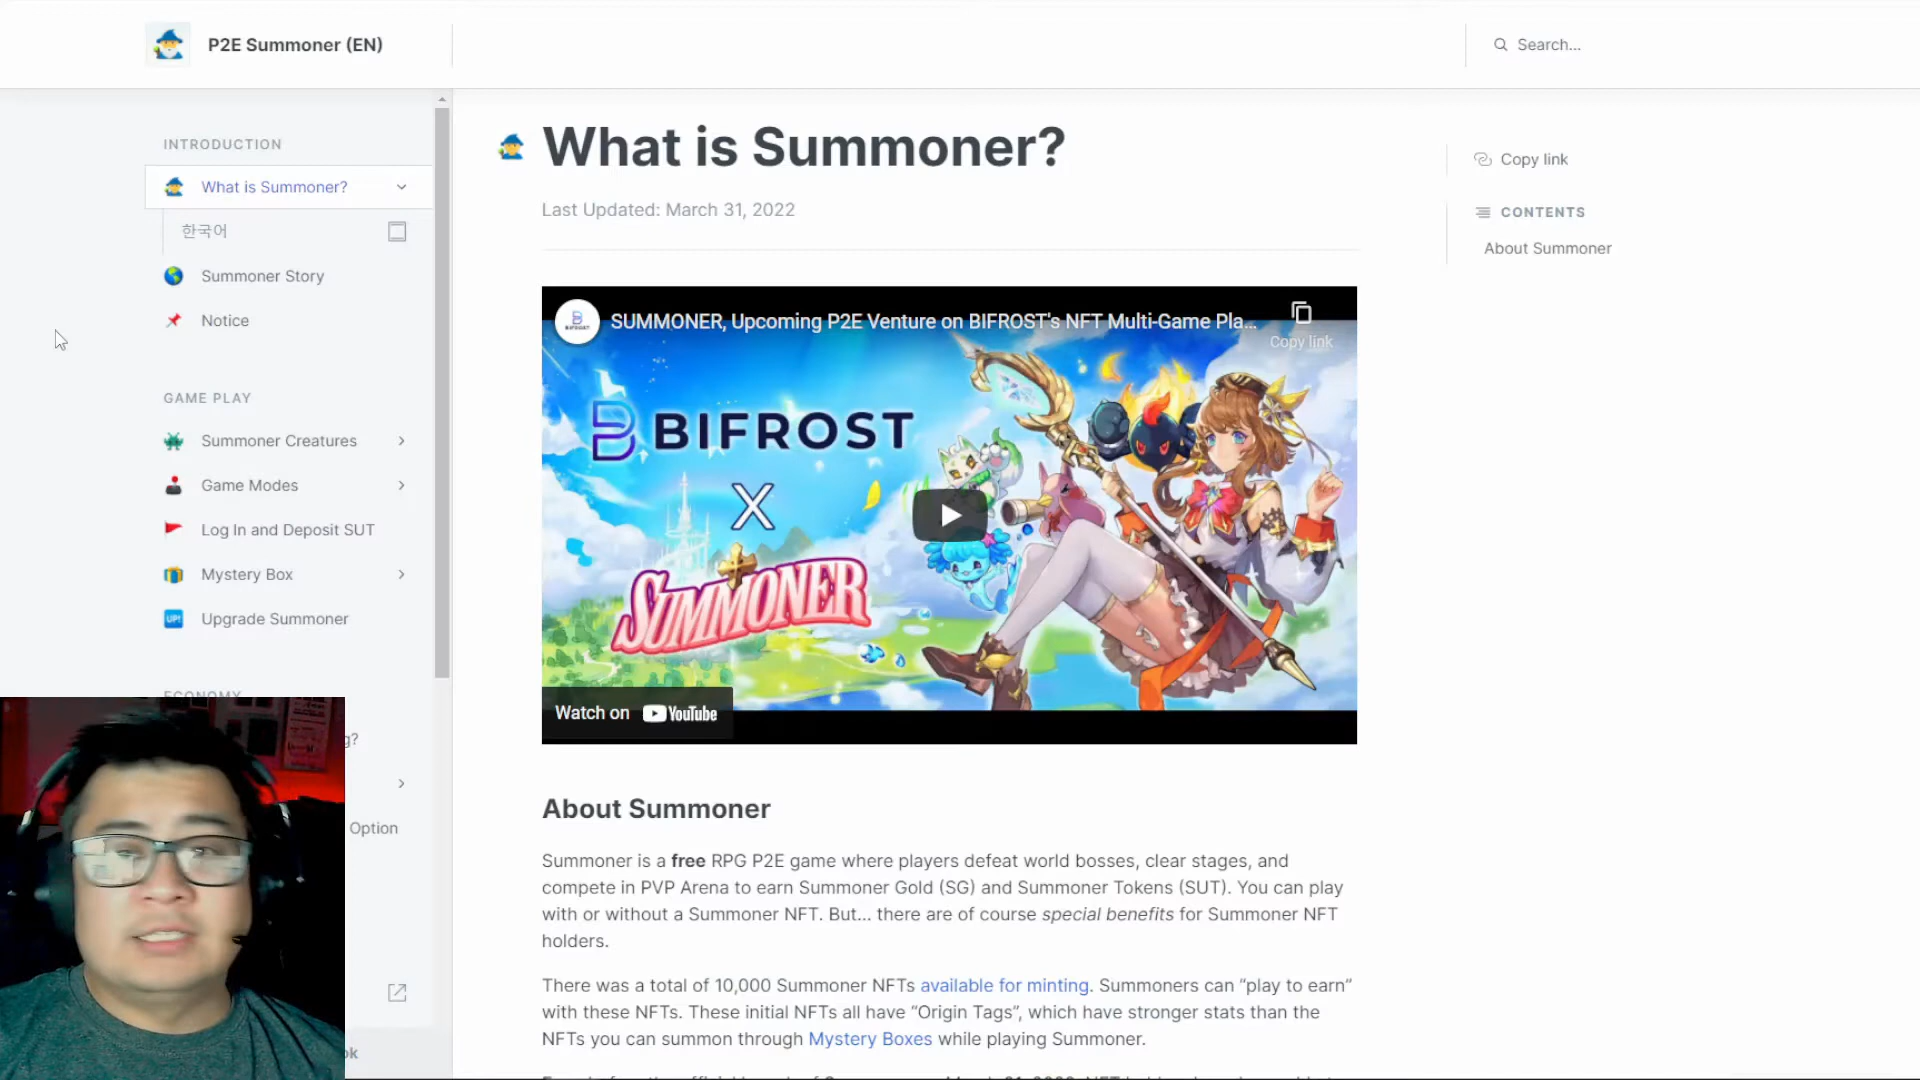 P2E Summoner (EN)
Search...
INTRODUCTION
What is Summoner?
한국어
Summoner Story
Notice
GAME PLAY
Summoner Creatures
Game Modes
Log In and Deposit SUT
Mystery Box
Upgrade Summoner
ECONOMY
g?
Option
ok
What is Summoner?
Last Updated: March 31, 2022
BIFROST
SUMMONER, Upcoming P2E Venture on BIFROST's NFT Multi-Game Pla...
Copy link
BIFROST
X
SUMMONER
Watch on YouTube
About Summoner
Summoner is a free RPG P2E game where players defeat world bosses, clear stages, and
compete in PVP Arena to earn Summoner Gold (SG) and Summoner Tokens (SUT). You can play
with or without a Summoner NFT. But... there are of course special benefits for Summoner NFT
holders.
There was a total of 10,000 Summoner NFTs available for minting. Summoners can “play to earn”
with these NFTs. These initial NFTs all have “Origin Tags”, which have stronger stats than the
NFTs you can summon through Mystery Boxes while playing Summoner.
Copy link
CONTENTS
About Summoner